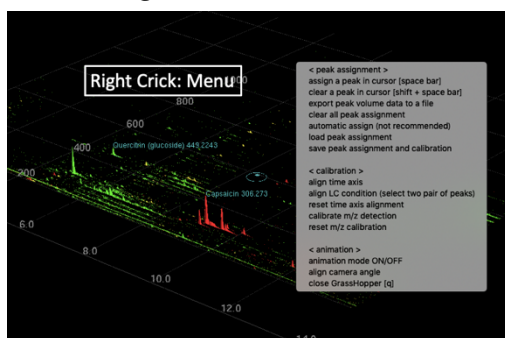 Right Crick: Menu
1000
800
600
400
200
Quercitrin (glucoside) 449.2243
Capsaicin 306.273
6.0
8.0
10.0
12.0
14.0
< peak assignment >
assign a peak in cursor [space bar]
clear a peak in cursor [shift + space bar]
export peak volume data to a file
clear all peak assignment
automatic assign (not recommended)
load peak assignment
save peak assignment and calibration
< calibration >
align time axis
align LC condition (select two pair of peaks)
reset time axis alignment
calibrate m/z detection
reset m/z calibration
< animation >
animation mode ON/OFF
align camera angle
close GrassHopper [q]